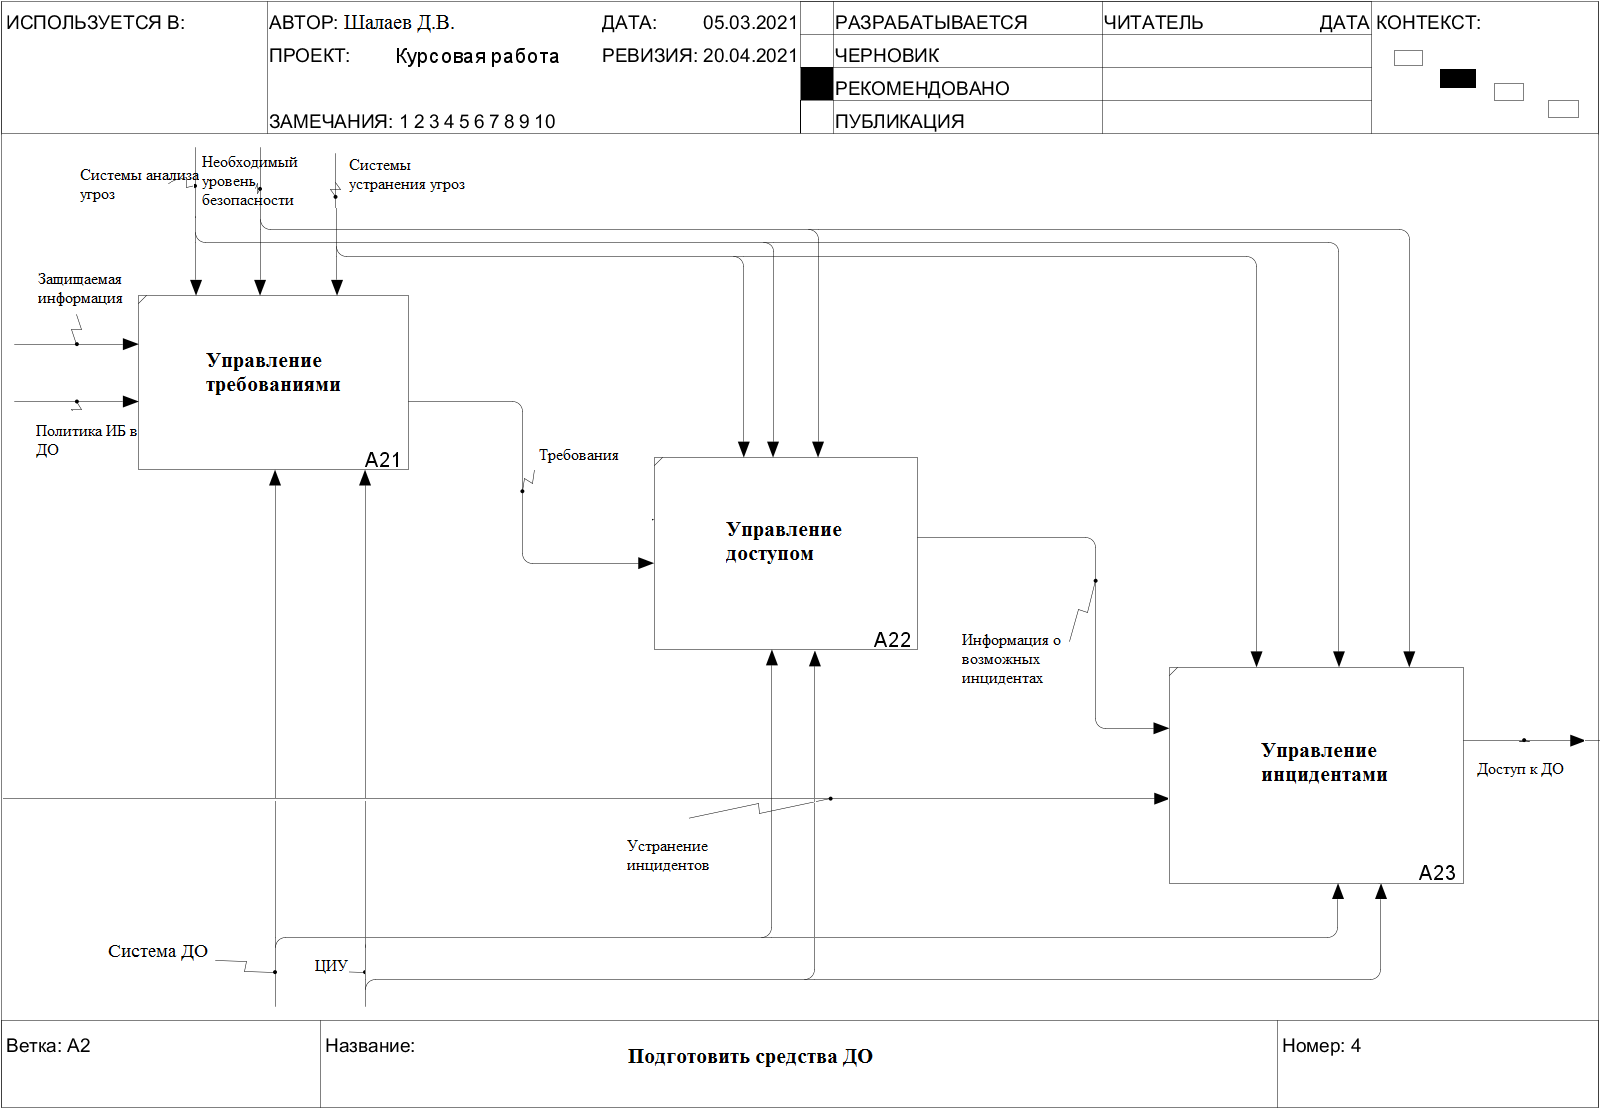 ИСПОЛЬЗУЕТСЯ В:
АВТОР: Шалаев Д.В.
ДАТА: 05.03.2021
ПРОЕКТ: Курсовая работа
РЕВИЗИЯ: 20.04.2021
ЗАМЕЧАНИЯ: 1 2 3 4 5 6 7 8 9 10
РАЗРАБАТЫВАЕТСЯ
ЧЕРНОВИК
РЕКОМЕНДОВАНО
ПУБЛИКАЦИЯ
ЧИТАТЕЛЬ
ДАТА
КОНТЕКСТ:
Системы анализа
угроз
Необходимый
уровень
безопасности
Системы
устранения угроз
Защищаемая
информация
Политика ИБ в
ДО
Управление
требованиями
A21
Требования
Управление
доступом
A22
Информация о
возможных
инцидентах
Управление
инцидентами
A23
Доступ к ДО
Устранение
инцидентов
Система ДО
ЦИУ
Ветка: A2
Название:
Подготовить средства ДО
Номер: 4